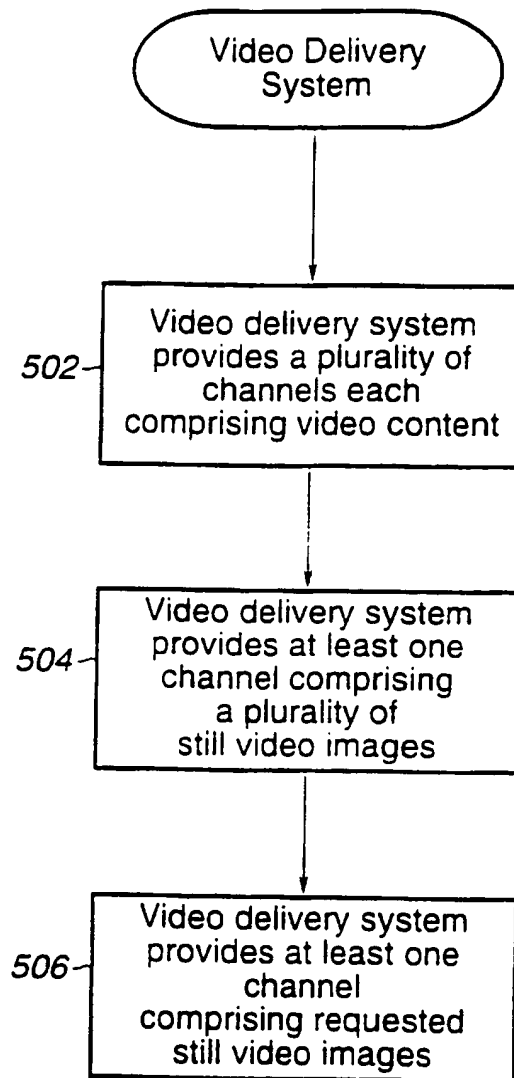 Video Delivery
System
502
Video delivery system
provides a plurality of
channels each
comprising video content
504
Video delivery system
provides at least one
channel comprising
a plurality of
still video images
506
Video delivery system
provides at least one
channel
comprising requested
still video images